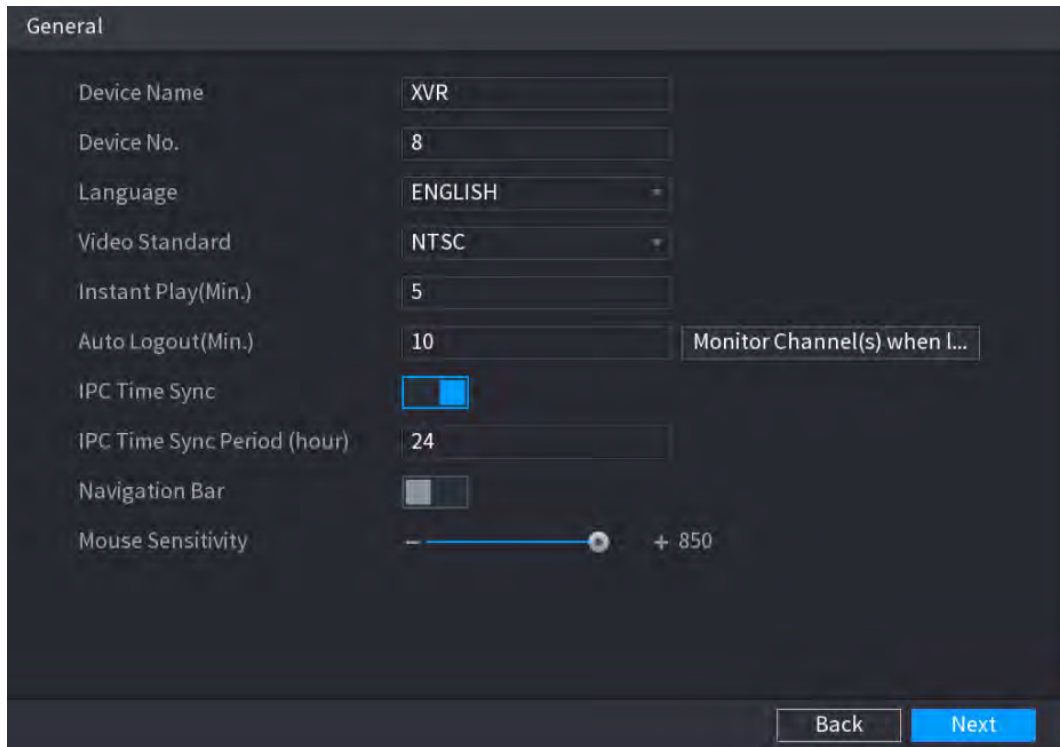 General
Device Name XVR
Device No. 8
Language ENGLISH
Video Standard NTSC
Instant Play(Min.) 5
Auto Logout(Min.) 10 Monitor Channel(s) when l...
IPC Time Sync
IPC Time Sync Period (hour) 24
Navigation Bar
Mouse Sensitivity − + 850
Back Next